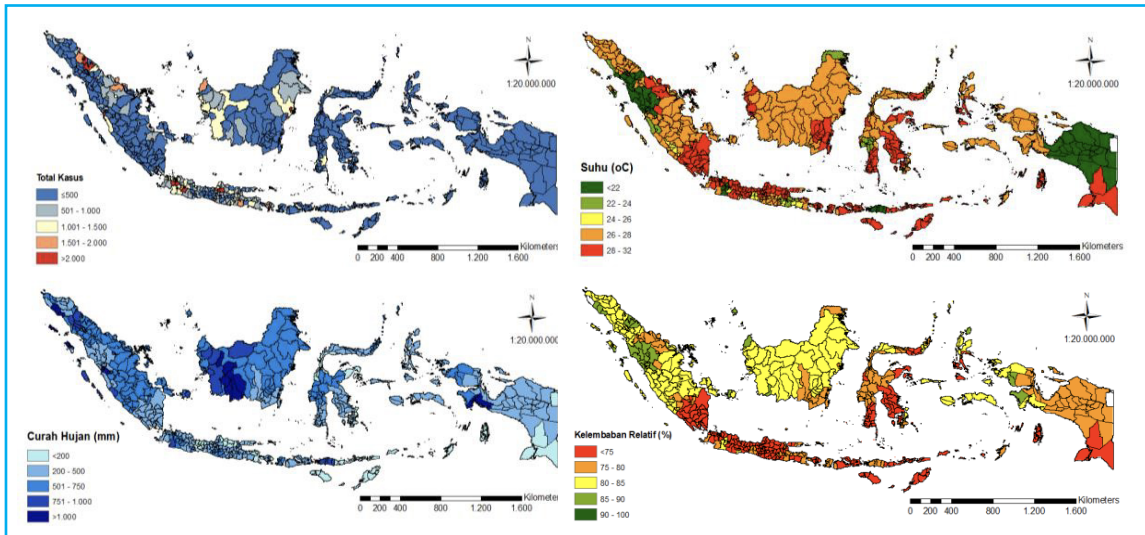 N
1:20.000.000
Total Kasus
≤500
501 - 1.000
1.001 - 1.500
1.501 - 2.000
>2.000
Kilometers
0 200 400 800 1.200 1.600
N
1:20.000.000
Suhu (oC)
<22
22 - 24
24 - 26
26 - 28
28 - 32
Kilometers
0 200 400 800 1.200 1.600
N
1:20.000.000
Curah Hujan (mm)
<200
200 - 500
501 - 750
751 - 1.000
>1.000
Kilometers
0 200 400 800 1.200 1.600
N
1:20.000.000
Kelembaban Relatif (%)
<75
75 - 80
80 - 85
85 - 90
90 - 100
Kilometers
0 200 400 800 1.200 1.600